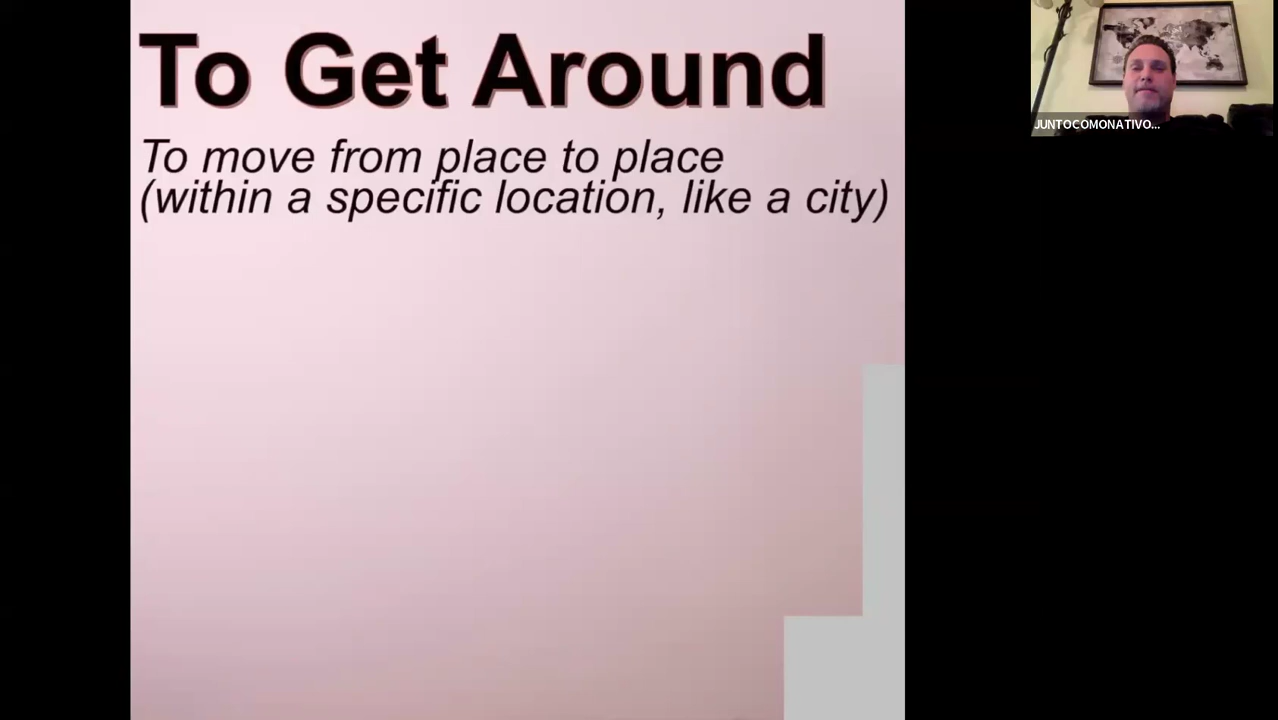 To Get Around
To move from place to place
(within a specific location, like a city)
JUNTOCOMONATIVO...